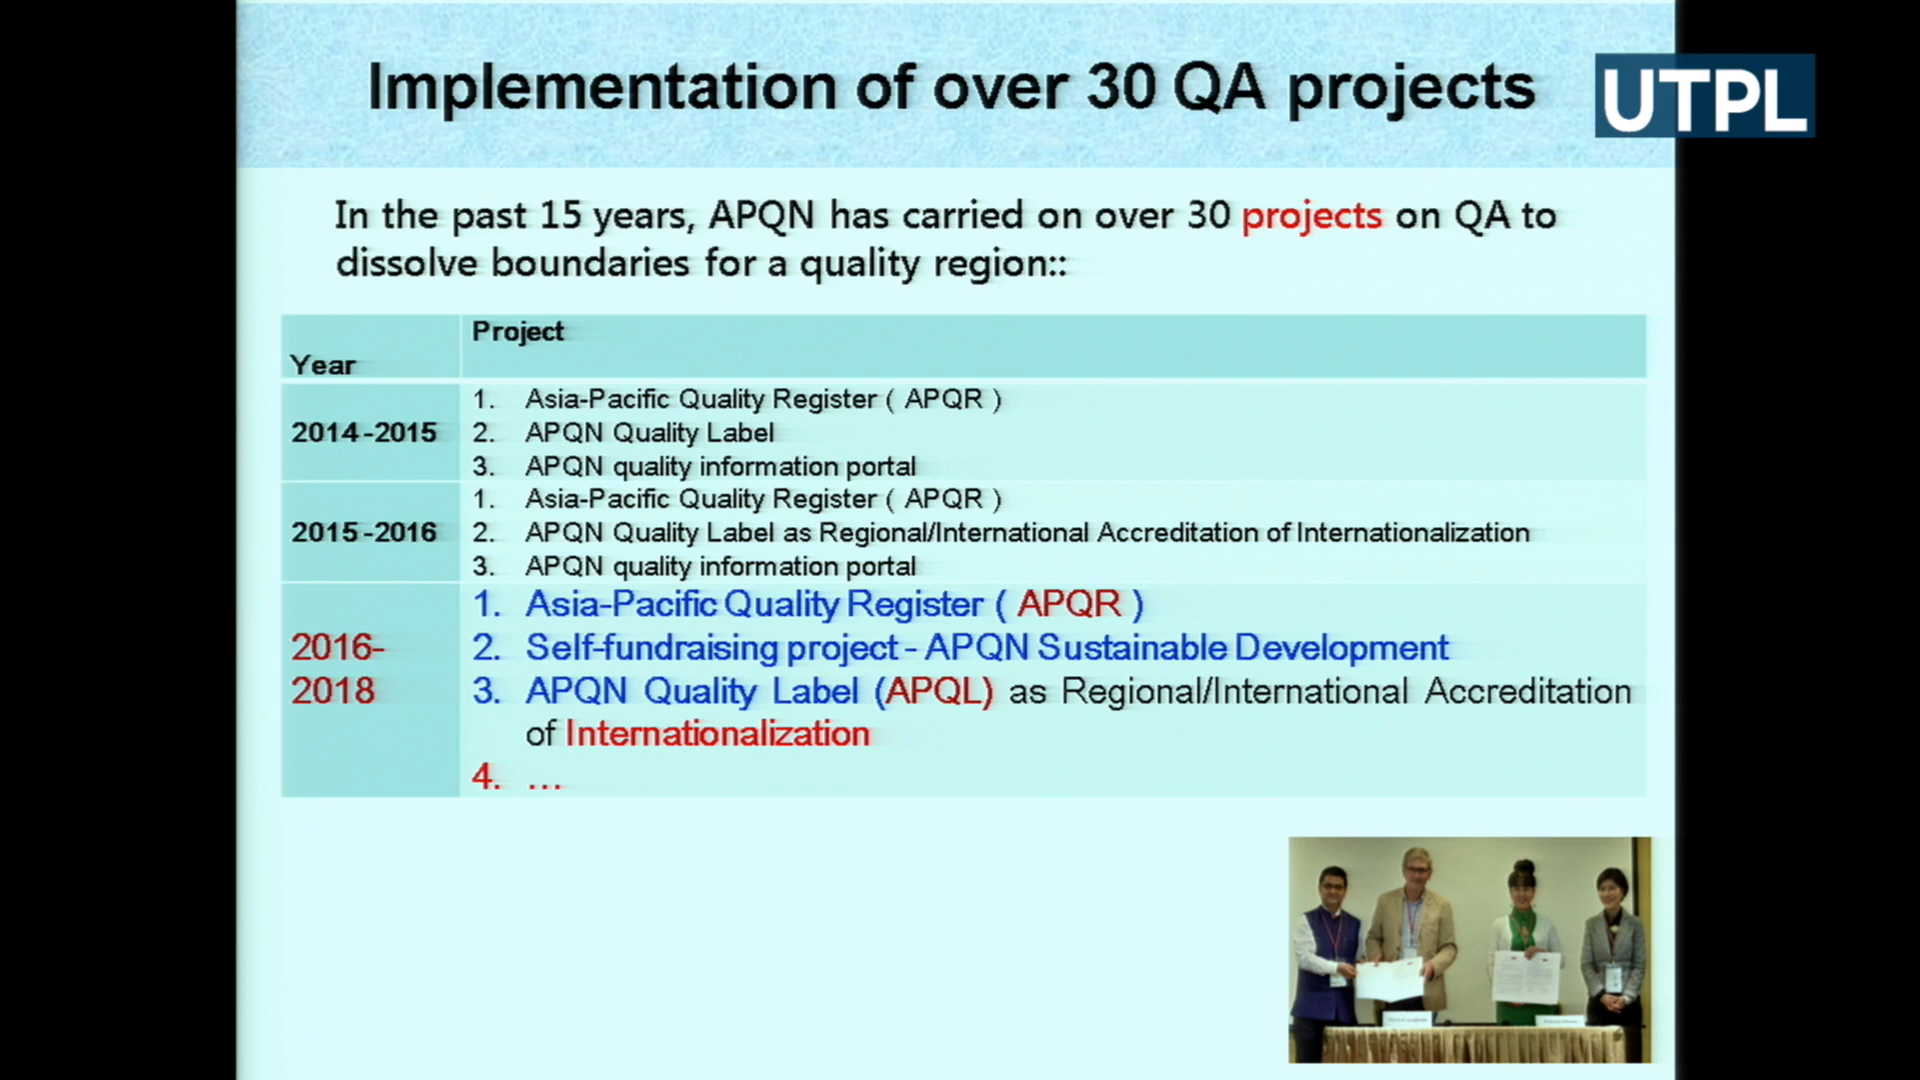 Implementation of over 30 QA projects
UTPL
In the past 15 years, APQN has carried on over 30 projects on QA to
dissolve boundaries for a quality region::
Project
Year
2014-2015
1. Asia-Pacific Quality Register ( APQR )
2. APQN Quality Label
3. APQN quality information portal
2015-2016
1. Asia-Pacific Quality Register ( APQR )
2. APQN Quality Label as Regional/International Accreditation of Internationalization
3. APQN quality information portal
2016-
2018
1. Asia-Pacific Quality Register ( APQR )
2. Self-fundraising project - APQN Sustainable Development
3. APQN Quality Label (APQL) as Regional/International Accreditation
of Internationalization
4. ...